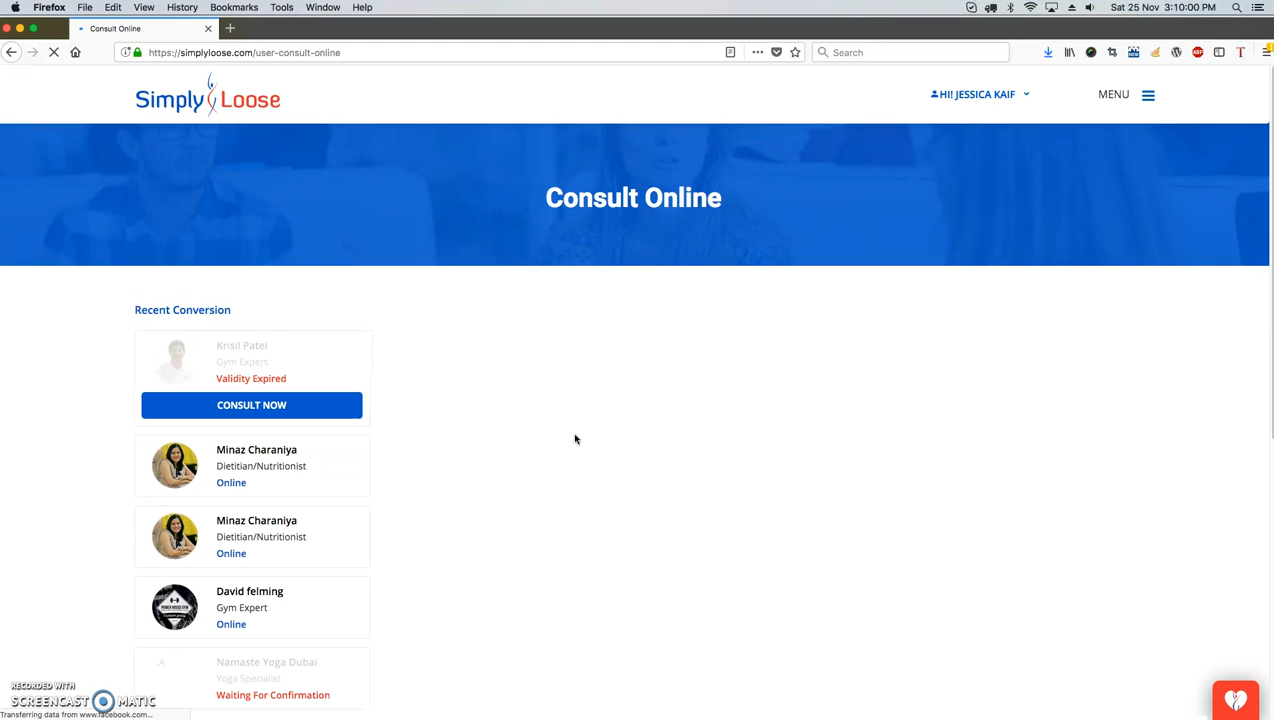 Firefox File Edit View History Bookmarks Tools Window Help Sat 25 Nov 3:10:00 PM
Consult Online
https://simplyloose.com/user-consult-online Search
Simply Loose HI! JESSICA KAIF MENU
Consult Online
Recent Conversion
Krisil Patel
Gym Expert
Validity Expired
CONSULT NOW
Minaz Charaniya
Dietitian/Nutritionist
Online
Minaz Charaniya
Dietitian/Nutritionist
Online
POWER HOUSE GYM
David felming
Gym Expert
Online
Namaste Yoga Dubai
Yoga Specialist
Waiting For Confirmation
RECORDED WITH
SCREENCAST MATIC
Transferring data from www.facebook.com...